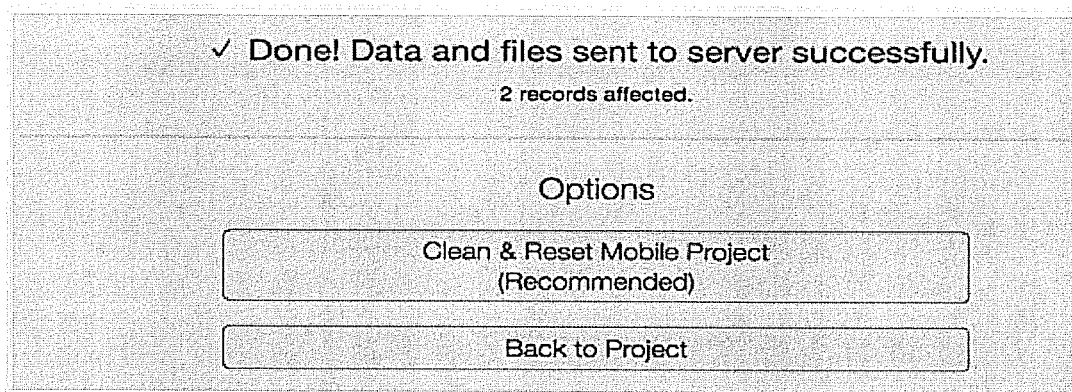 ✓ Done! Data and files sent to server successfully.
2 records affected.
Options
Clean & Reset Mobile Project
(Recommended)
Back to Project